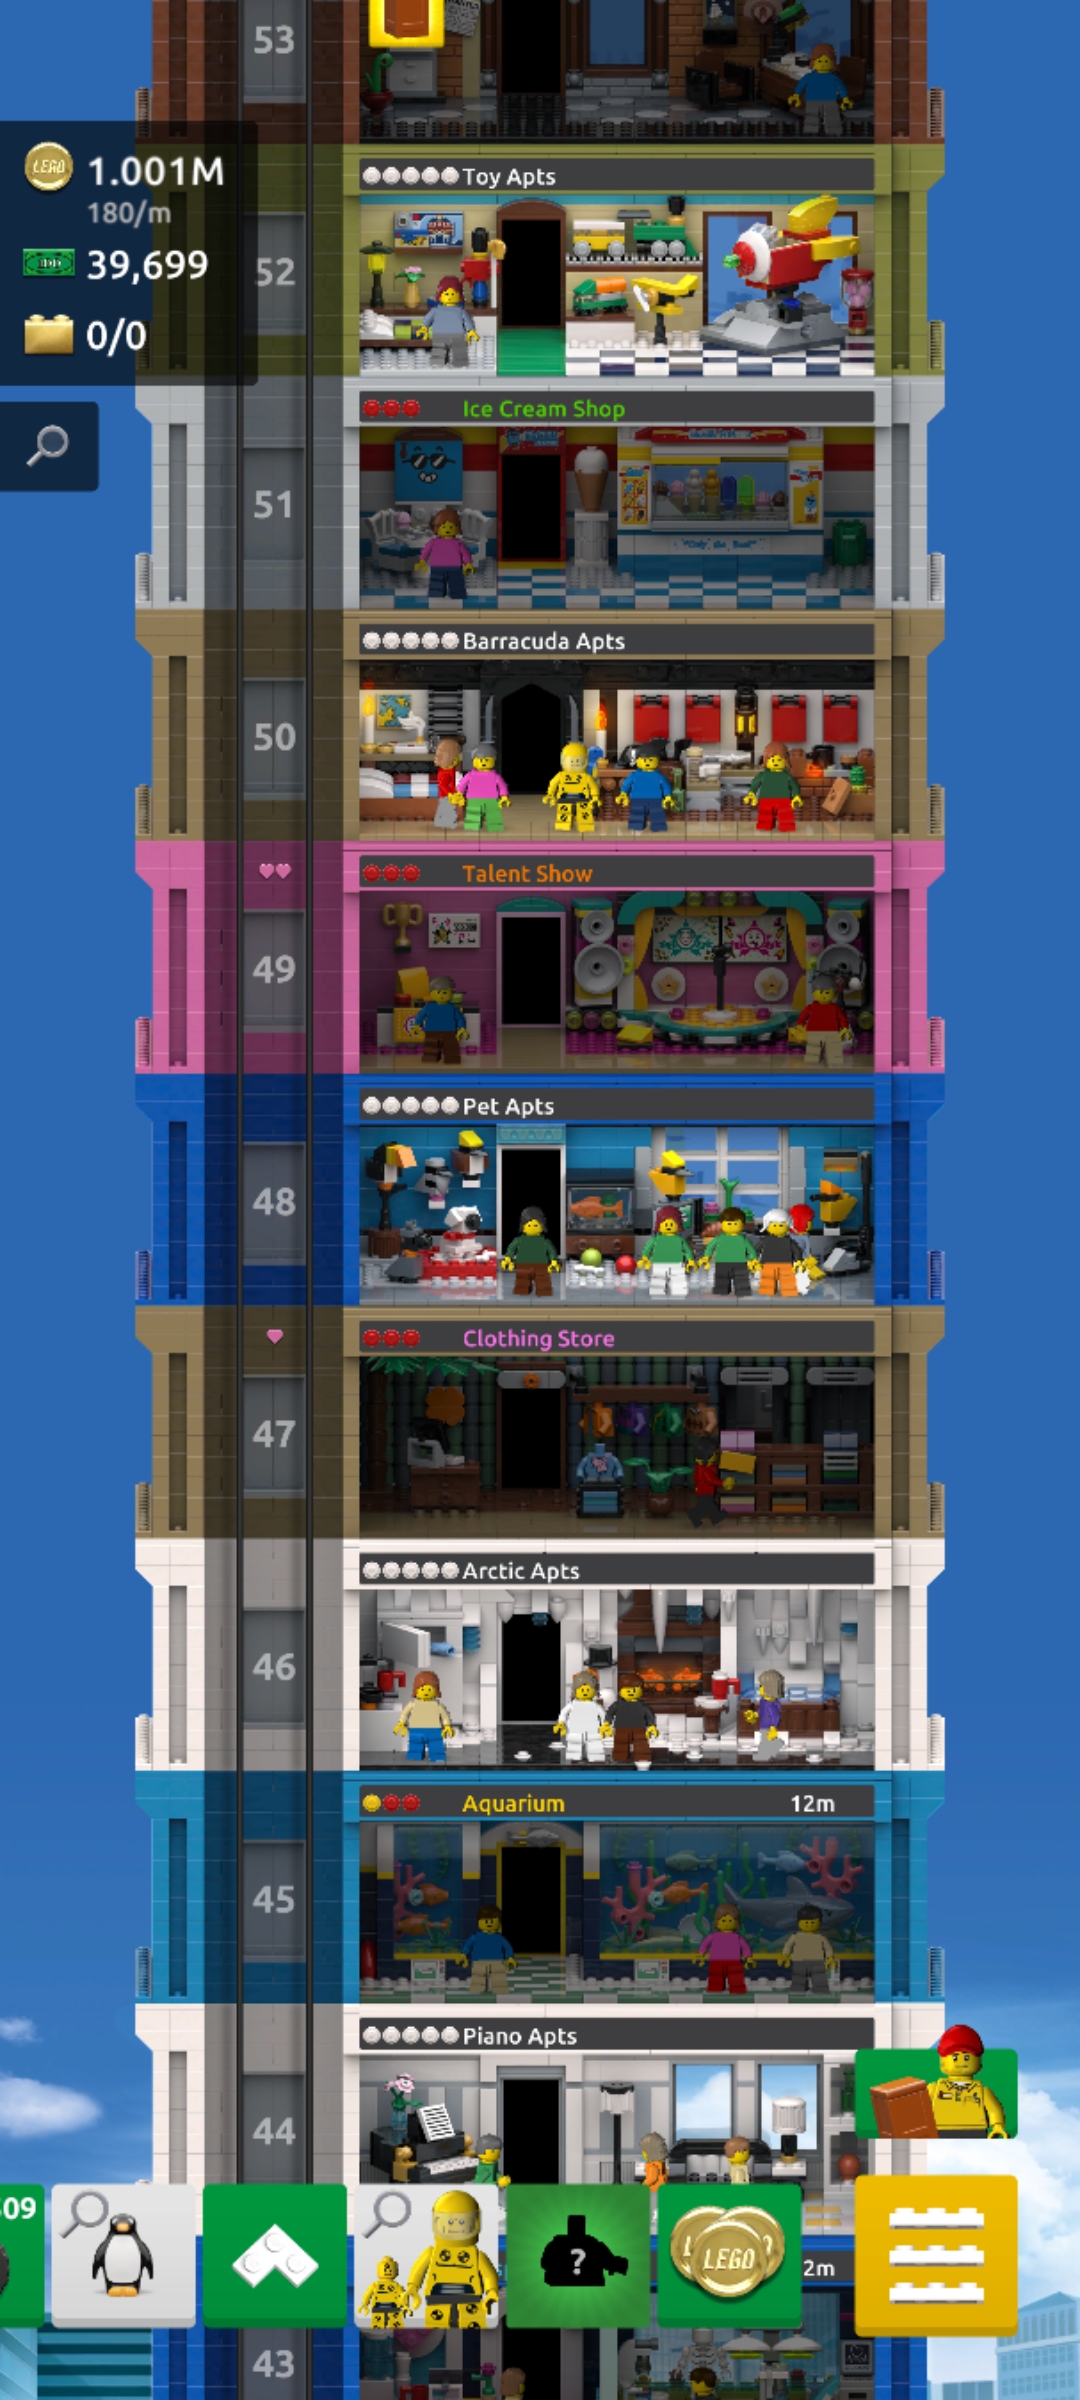 53
LEGO 1.001M
180/m
39,699
0/0
Toy Apts
52
Ice Cream Shop
51
Barracuda Apts
50
Talent Show
49
Pet Apts
48
Clothing Store
47
Arctic Apts
46
Aquarium 12m
45
Piano Apts
44
09
?
LEGO
2m
43